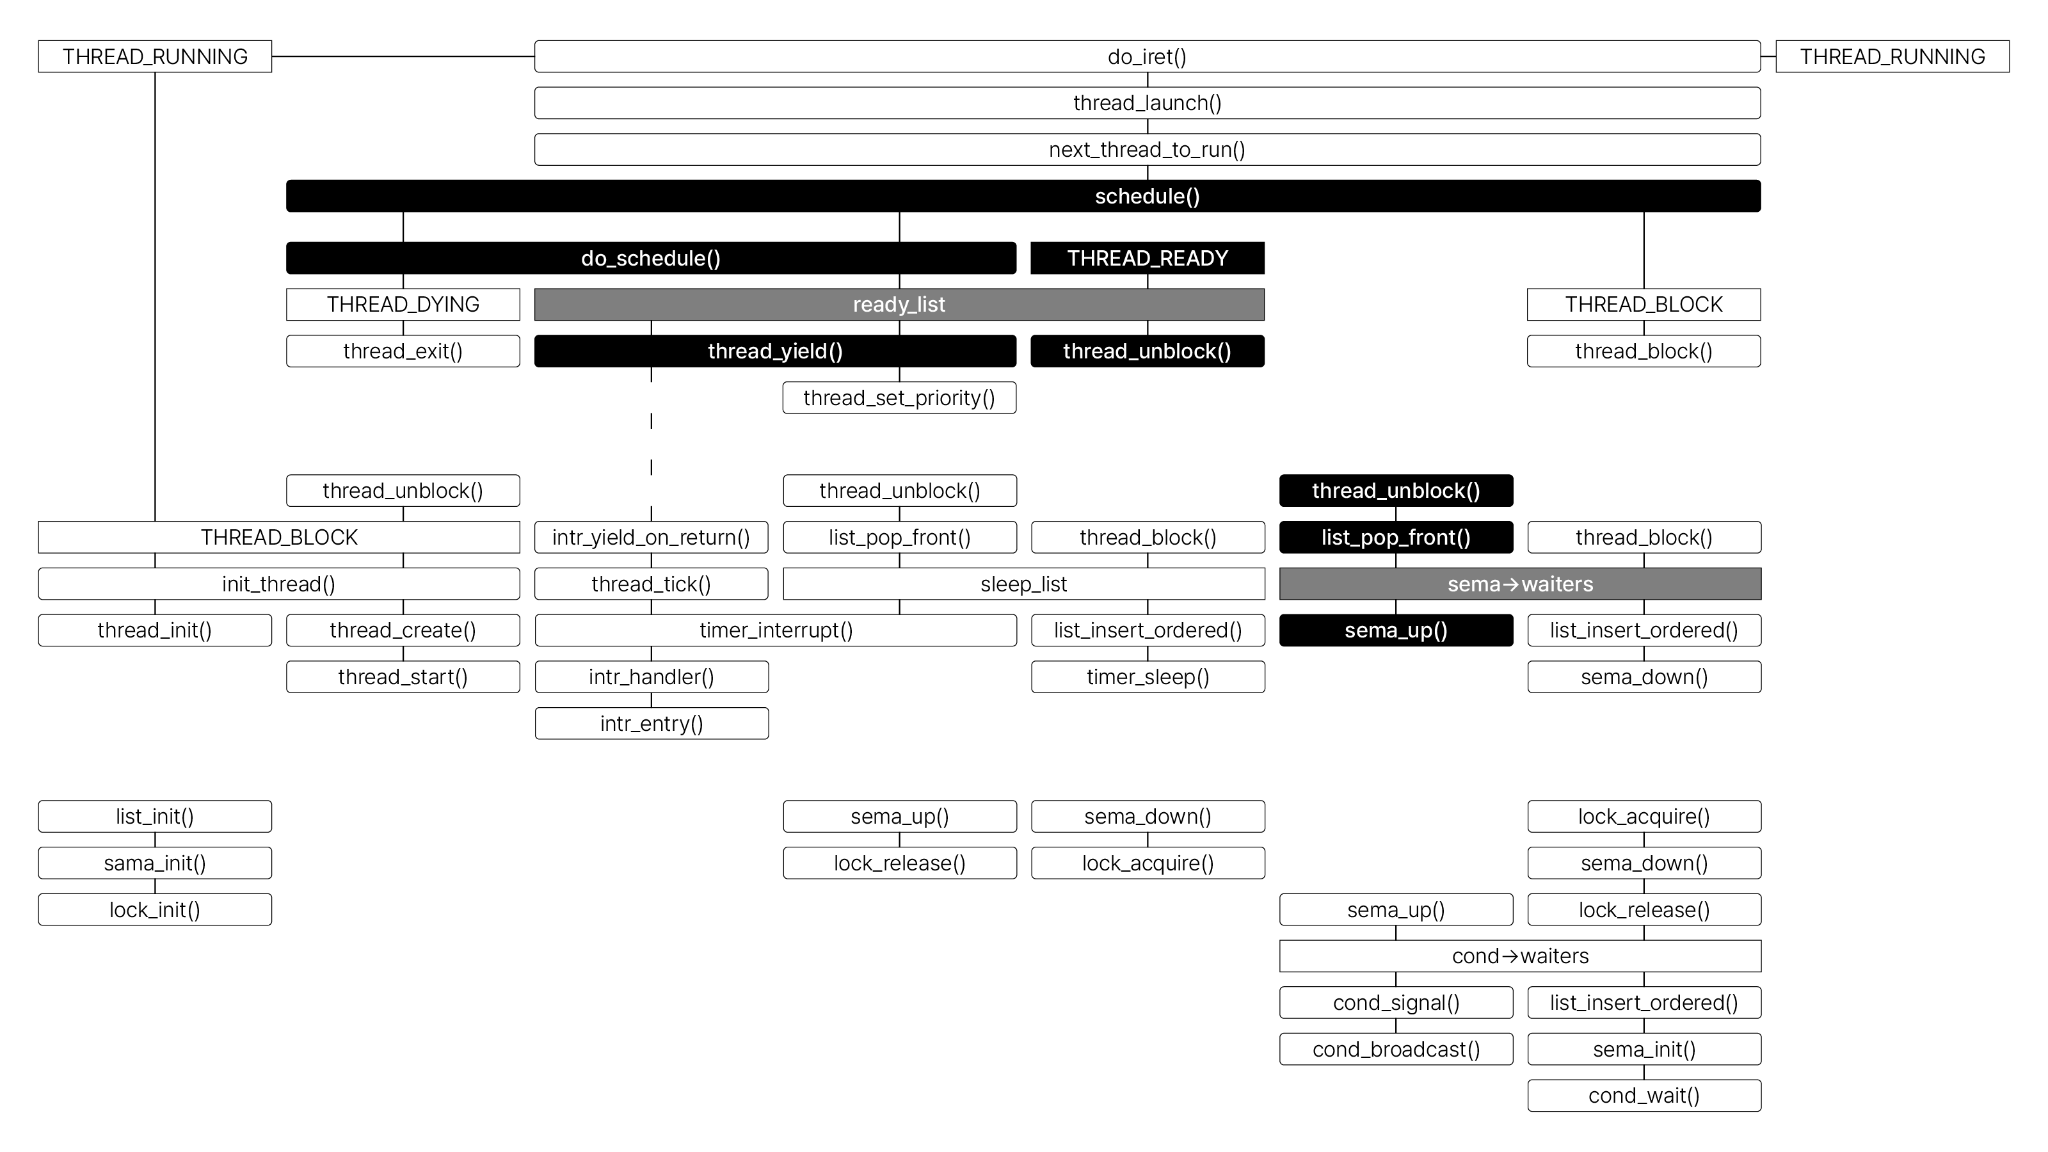 THREAD_RUNNING
do_iret()
THREAD_RUNNING
thread_launch()
next_thread_to_run()
schedule()
do_schedule()
THREAD_READY
THREAD_DYING
ready_list
THREAD_BLOCK
thread_exit()
thread_yield()
thread_unblock()
thread_block()
thread_set_priority()
thread_unblock()
thread_unblock()
thread_unblock()
THREAD_BLOCK
intr_yield_on_return()
list_pop_front()
thread_block()
list_pop_front()
thread_block()
init_thread()
thread_tick()
sleep_list
sema→waiters
thread_init()
thread_create()
timer_interrupt()
list_insert_ordered()
sema_up()
list_insert_ordered()
thread_start()
intr_handler()
timer_sleep()
sema_down()
intr_entry()
list_init()
sema_up()
sema_down()
lock_acquire()
sama_init()
lock_release()
lock_acquire()
sema_down()
lock_init()
sema_up()
lock_release()
cond→waiters
cond_signal()
list_insert_ordered()
cond_broadcast()
sema_init()
cond_wait()